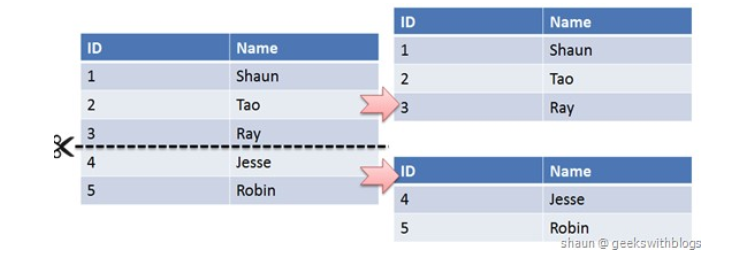 ID Name
1 Shaun
2 Tao
3 Ray
4 Jesse
5 Robin
ID Name
1 Shaun
2 Tao
3 Ray
ID Name
4 Jesse
5 Robin
shaun @ geekswithblogs